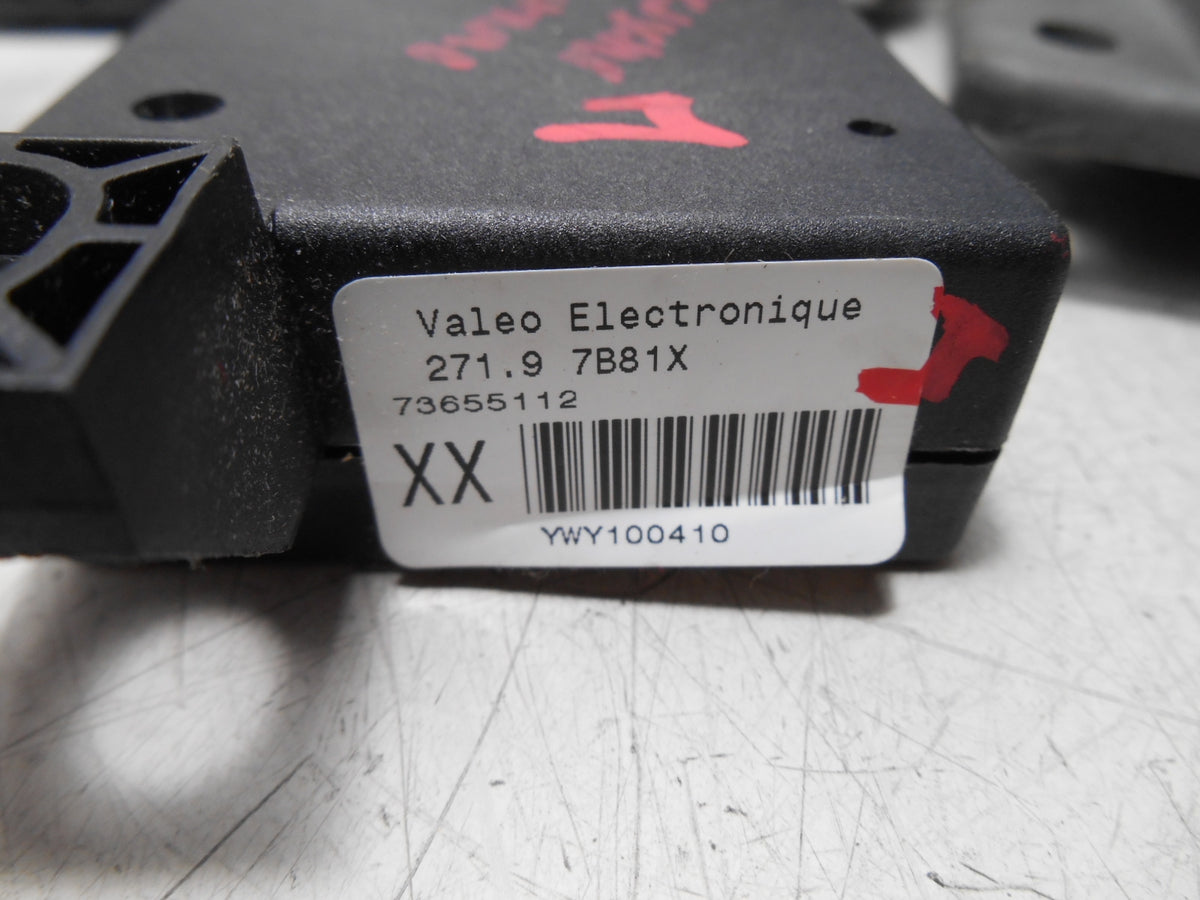 Valeo Electronique
271.9 7B81X
73655112
XX
YWY100410